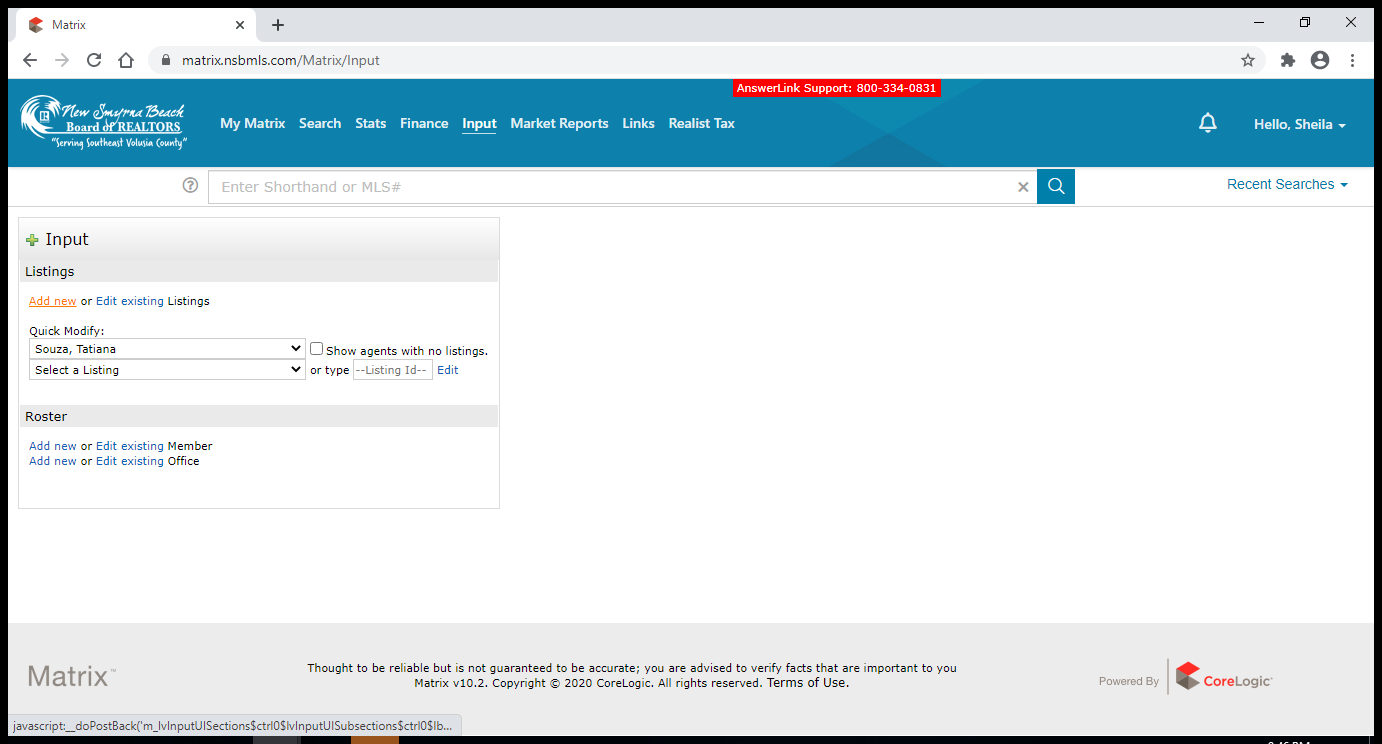 Matrix
matrix.nsbmls.com/Matrix/Input
AnswerLink Support: 800-334-0831
New Smyrna Beach
Board of REALTORS
"Serving Southeast Volusia County"
My Matrix Search Stats Finance Input Market Reports Links Realist Tax
Hello, Sheila
Enter Shorthand or MLS#
Recent Searches
Input
Listings
Add new or Edit existing Listings
Quick Modify:
Souza, Tatiana Show agents with no listings.
Select a Listing or type --Listing Id-- Edit
Roster
Add new or Edit existing Member
Add new or Edit existing Office
Matrix™
Thought to be reliable but is not guaranteed to be accurate; you are advised to verify facts that are important to you
Matrix v10.2. Copyright © 2020 CoreLogic. All rights reserved. Terms of Use.
Powered By CoreLogic
javascript:__doPostBack('m_lvInputUISections$ctrl0$lvInputUISubsections$ctrl0$lb...